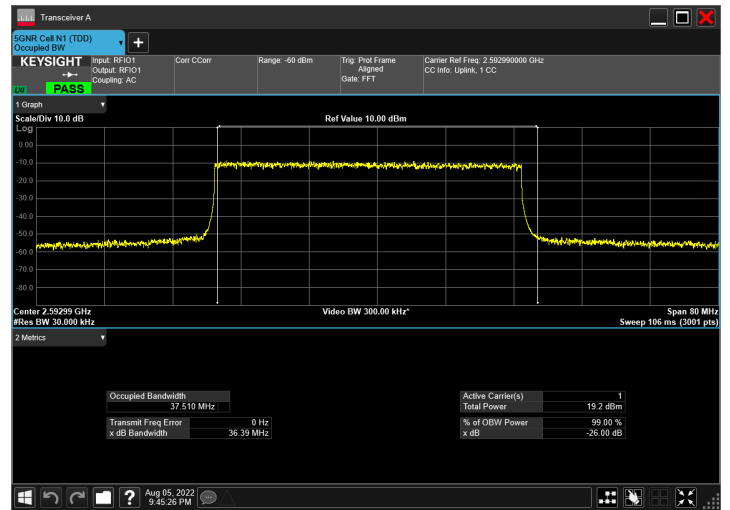 Transceiver A
5GNR Cell N1 (TDD)
Occupied BW
KEYSIGHT
Input: RFIO1
Output: RFIO1
Coupling: AC
Corr CCorr
Range: -60 dBm
Trig: Prot Frame
Aligned
Gate: FFT
Carrier Ref Freq: 2.592990000 GHz
CC Info: Uplink, 1 CC
PASS
1 Graph
Scale/Div 10.0 dB
Ref Value 10.00 dBm
Log
0.00
-10.0
-20.0
-30.0
-40.0
-50.0
-60.0
-70.0
-80.0
Center 2.59299 GHz
Video BW 300.00 kHz*
Span 80 MHz
#Res BW 30.000 kHz
Sweep 106 ms (3001 pts)
2 Metrics
Occupied Bandwidth
37.510 MHz
Active Carrier(s) 1
Total Power 19.2 dBm
Transmit Freq Error 0 Hz
x dB Bandwidth 36.39 MHz
% of OBW Power 99.00 %
x dB -26.00 dB
Aug 05, 2022
9:45:26 PM